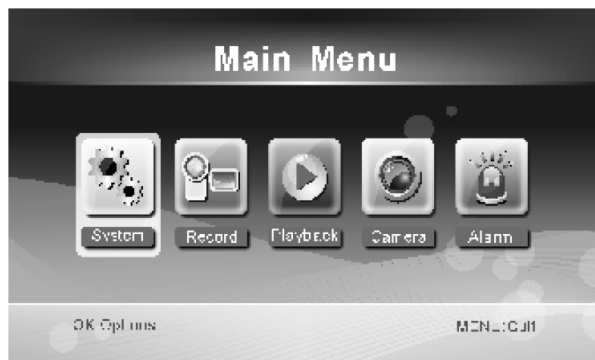 Main Menu
System Record Playback Camera Alarm
OK Options
MENU:Quit